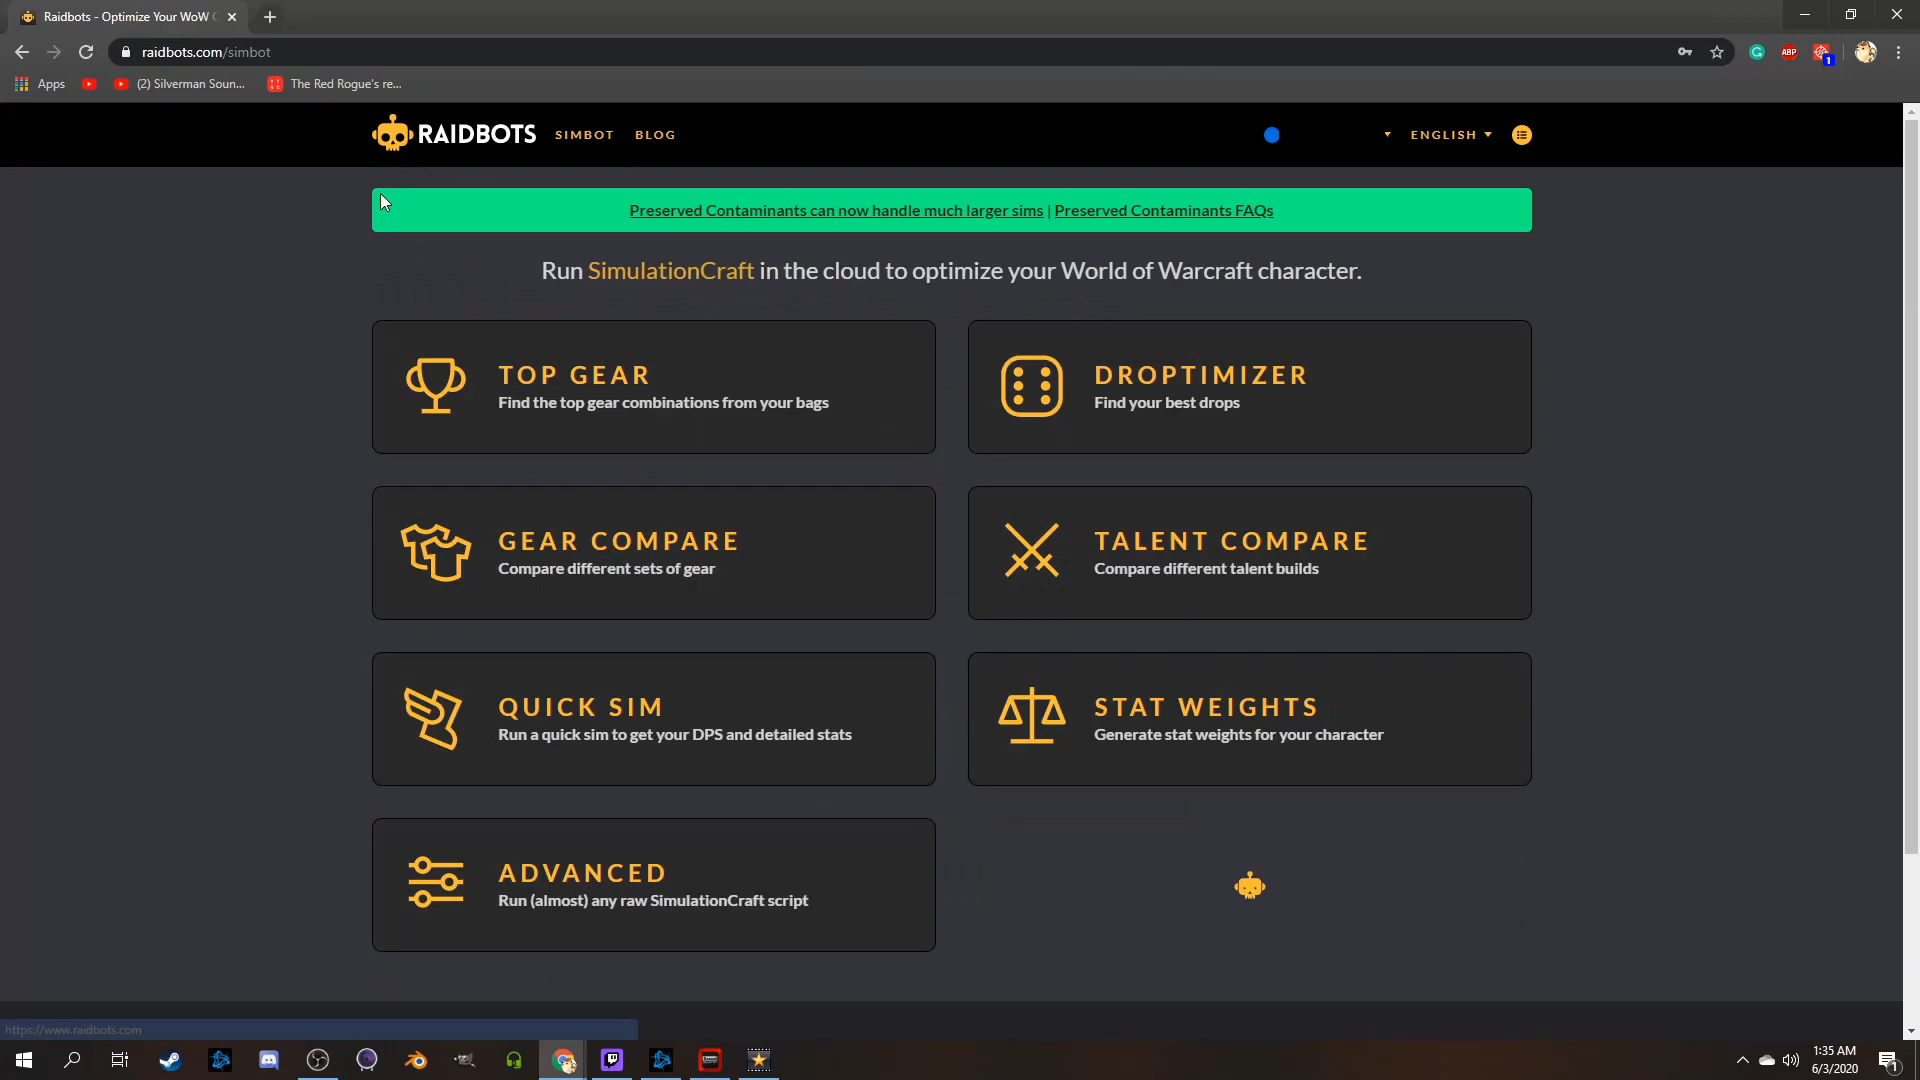 Raidbots - Optimize Your WoW C
raidbots.com/simbot
ABP
1
Apps
(2) Silverman Soun...
The Red Rogue's re...
RAIDBOTS
SIMBOT
BLOG
ENGLISH
Preserved Contaminants can now handle much larger sims | Preserved Contaminants FAQs
Run SimulationCraft in the cloud to optimize your World of Warcraft character.
TOP GEAR
Find the top gear combinations from your bags
DROPTIMIZER
Find your best drops
GEAR COMPARE
Compare different sets of gear
TALENT COMPARE
Compare different talent builds
QUICK SIM
Run a quick sim to get your DPS and detailed stats
STAT WEIGHTS
Generate stat weights for your character
ADVANCED
Run (almost) any raw SimulationCraft script
https://www.raidbots.com
1:35 AM
6/3/2020
1